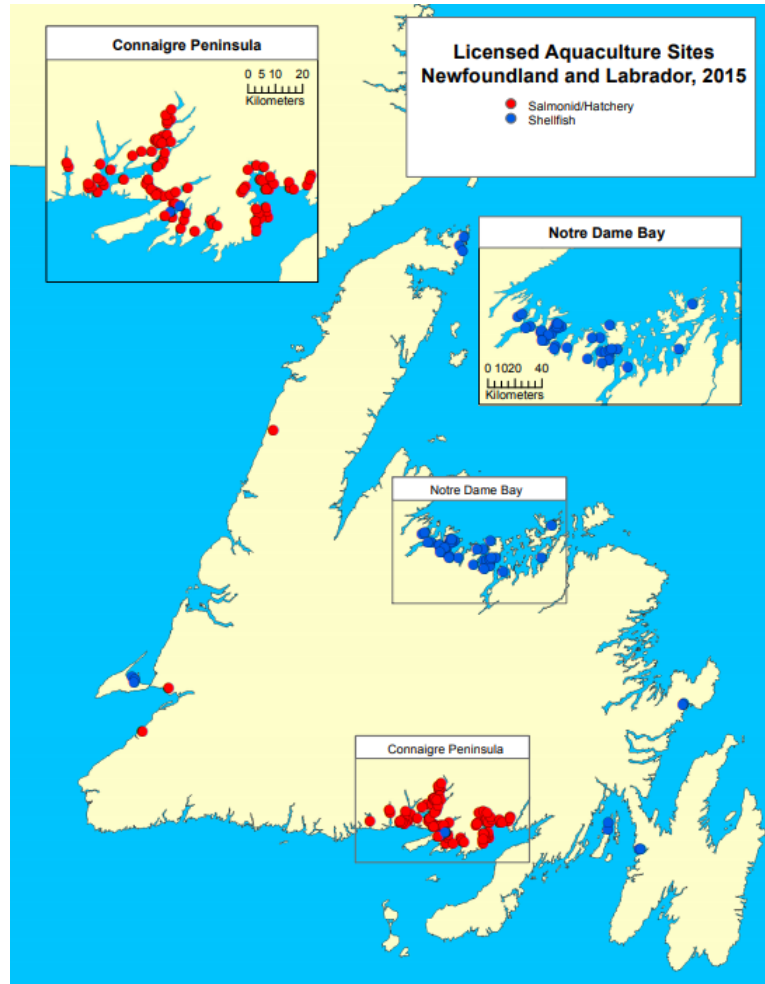 Connaigre Peninsula
0 5 10 20
Kilometers
Licensed Aquaculture Sites
Newfoundland and Labrador, 2015
Salmonid/Hatchery
Shellfish
Notre Dame Bay
0 10 20 40
Kilometers
Notre Dame Bay
Connaigre Peninsula